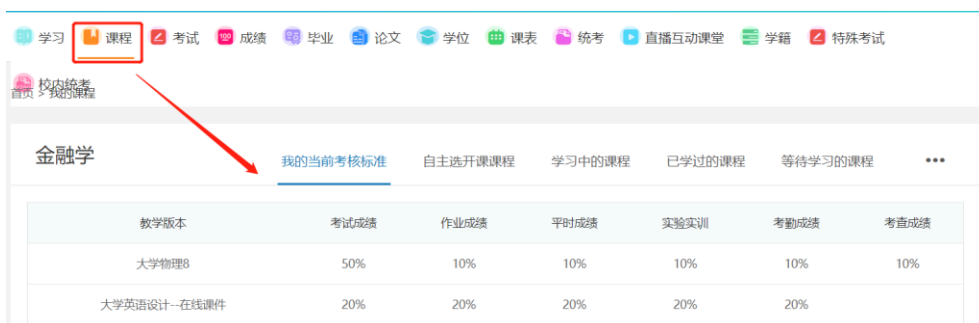 学习 课程 考试 100 成绩 毕业 论文 学位 课表 统考 直播互动课堂 学籍 特殊考试
校内统考
首页 > 我的课程
金融学 我的当前考核标准 自主选开课课程 学习中的课程 已学过的课程 等待学习的课程 •••
教学版本 考试成绩 作业成绩 平时成绩 实验实训 考勤成绩 考查成绩
大学物理8 50% 10% 10% 10% 10% 10%
大学英语设计--在线课件 20% 20% 20% 20% 20%